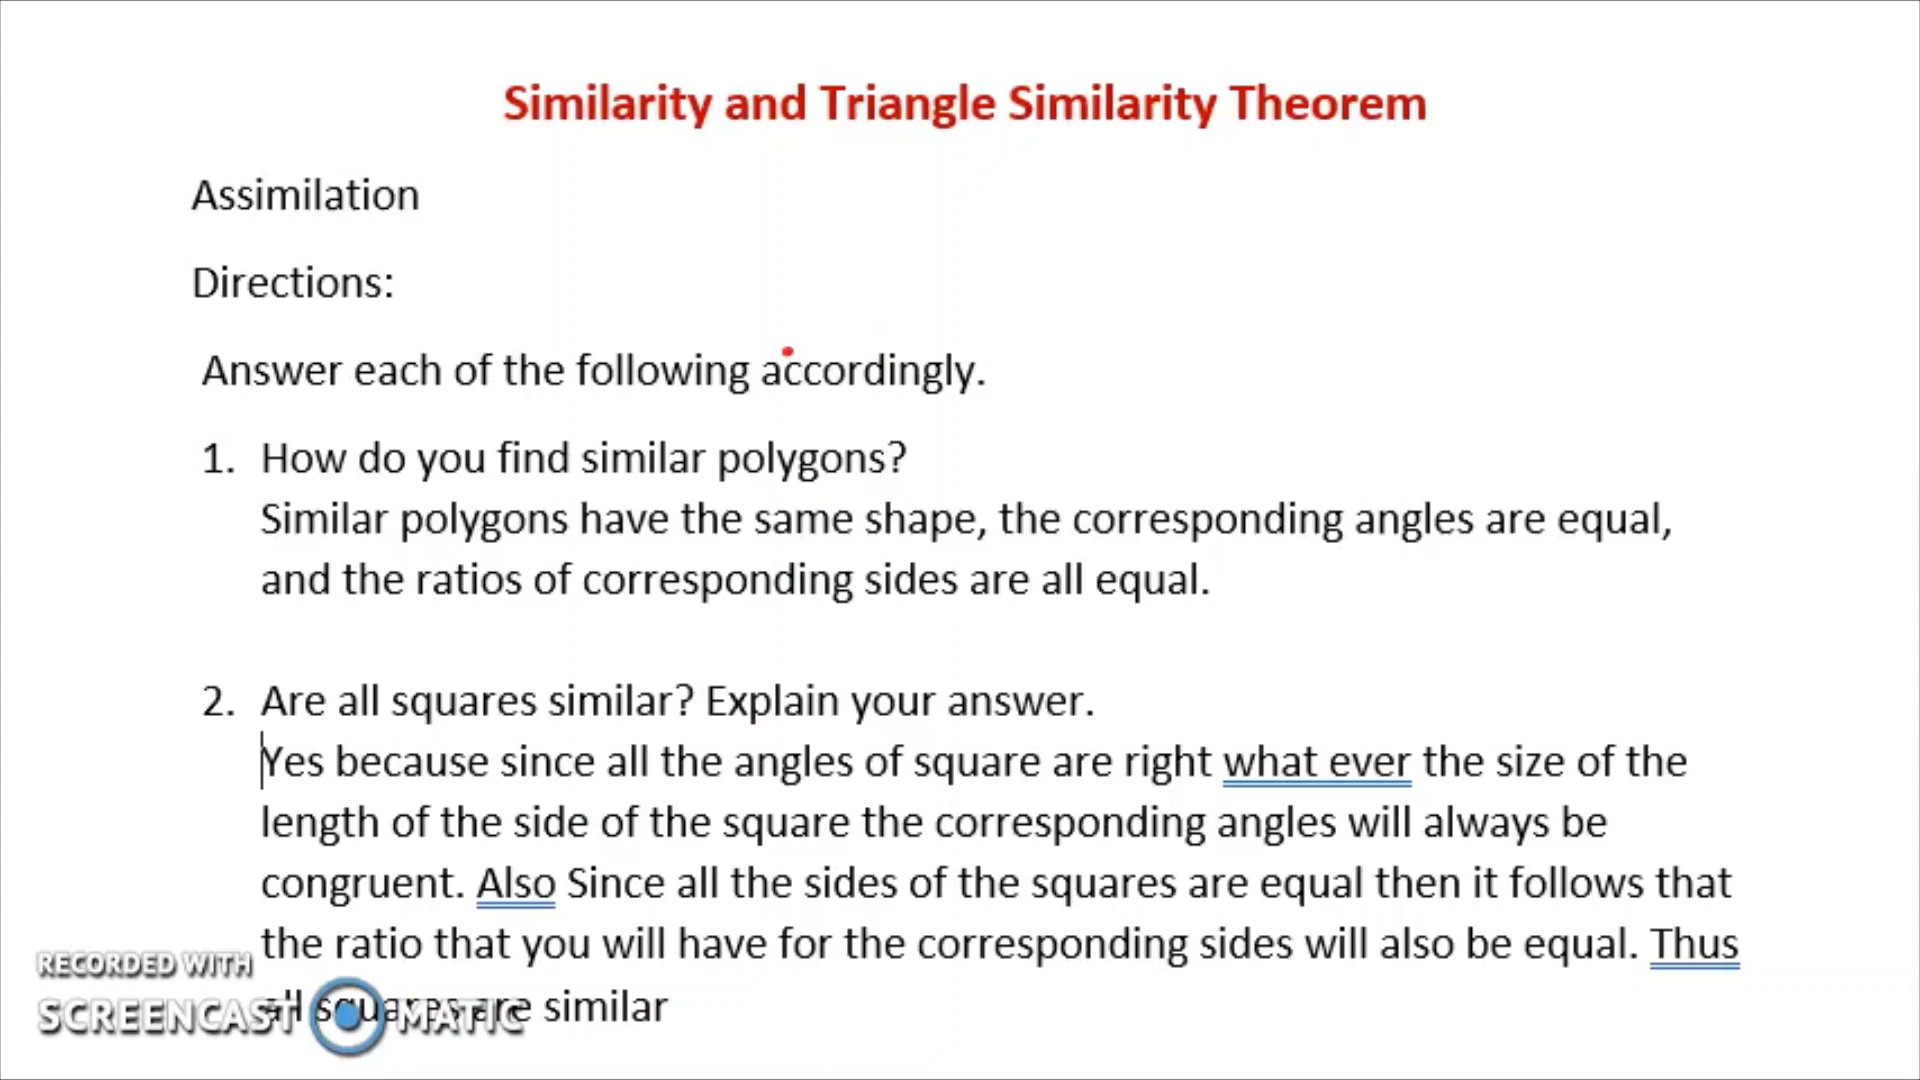 Similarity and Triangle Similarity Theorem
Assimilation
Directions:
Answer each of the following accordingly.
1. How do you find similar polygons?
Similar polygons have the same shape, the corresponding angles are equal,
and the ratios of corresponding sides are all equal.
2. Are all squares similar? Explain your answer.
Yes because since all the angles of square are right what ever the size of the
length of the side of the square the corresponding angles will always be
congruent. Also Since all the sides of the squares are equal then it follows that
the ratio that you will have for the corresponding sides will also be equal. Thus
all squares are similar
RECORDED WITH
SCREENCAST MATIC